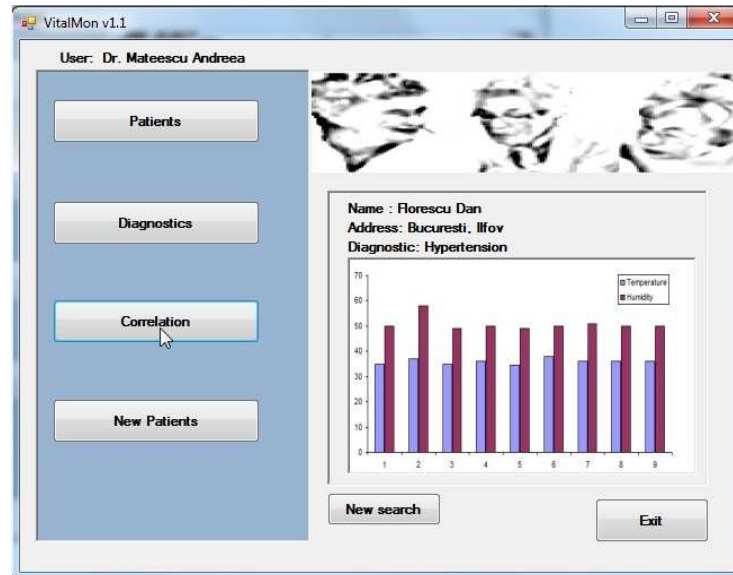 VitalMon v1.1
User: Dr. Mateescu Andreea
Patients
Diagnostics
Correlation
New Patients
Name : Florescu Dan
Address: Bucuresti, Ilfov
Diagnostic: Hypertension
70
60
50
40
30
20
10
0
1 2 3 4 5 6 7 8 9
Temperature
Humidity
New search
Exit